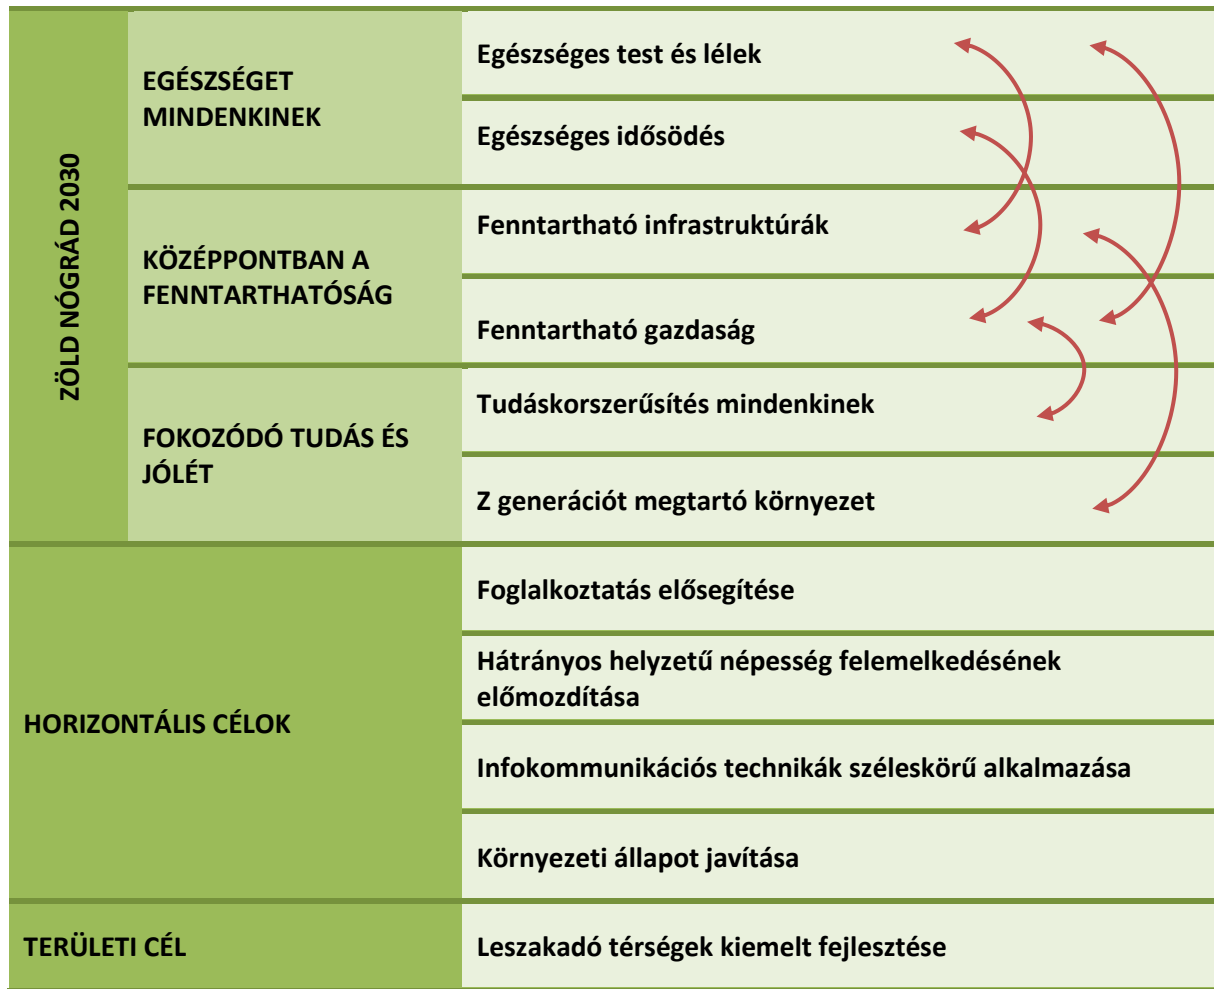 ZÖLD NÓGRÁD 2030
EGÉSZSÉGET
MINDENKINEK
Egészséges test és lélek
Egészséges idősödés
KÖZÉPPONTBAN A
FENNTARTHATÓSÁG
Fenntartható infrastruktúrák
Fenntartható gazdaság
FOKOZÓDÓ TUDÁS ÉS
JÓLÉT
Tudáskorszerűsítés mindenkinek
Z generációt megtartó környezet
HORIZONTÁLIS CÉLOK
Foglalkoztatás elősegítése
Hátrányos helyzetű népesség felemelkedésének
előmozdítása
Infokommunikációs technikák széleskörű alkalmazása
Környezeti állapot javítása
TERÜLETI CÉL
Leszakadó térségek kiemelt fejlesztése